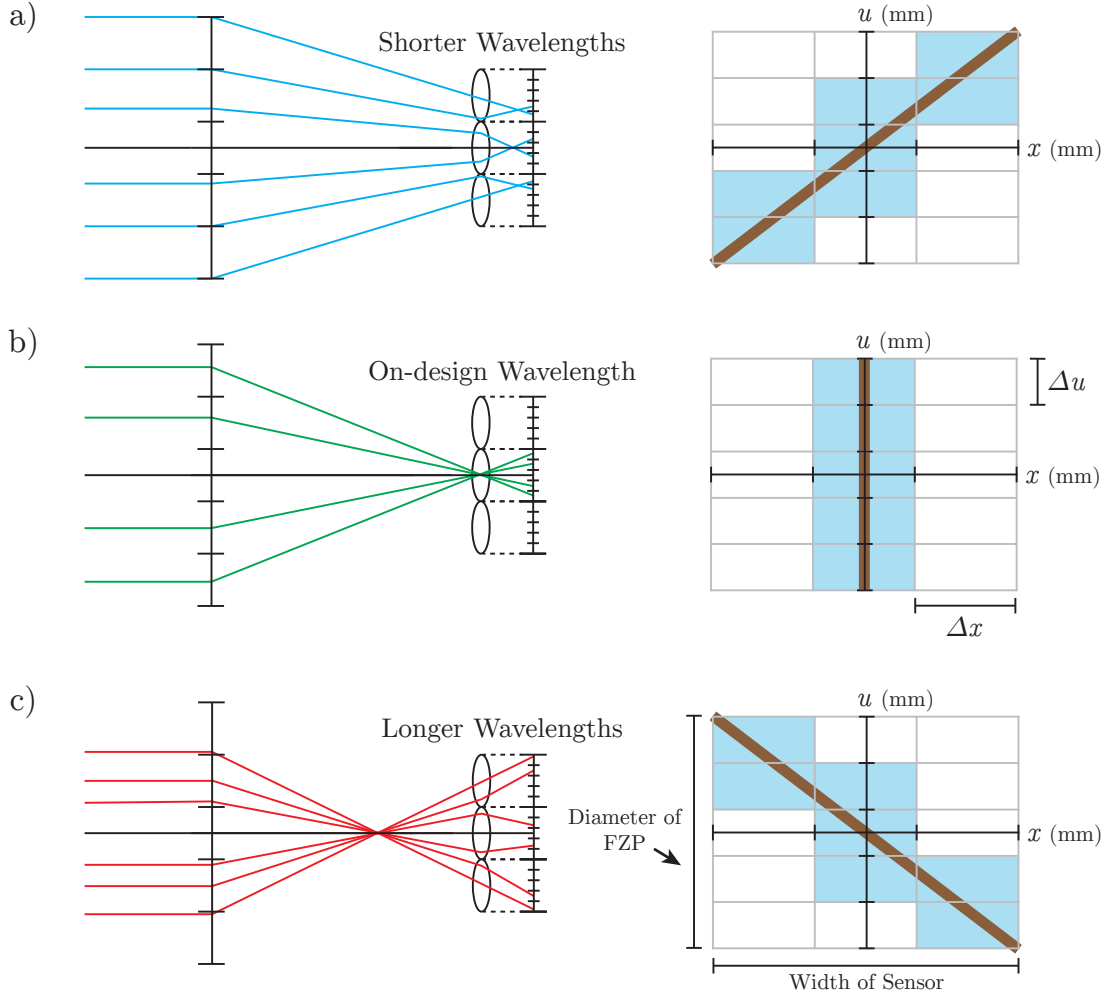 a)
Shorter Wavelengths
u (mm)
x (mm)
b)
On-design Wavelength
u (mm)
Δu
x (mm)
Δx
c)
Longer Wavelengths
u (mm)
Diameter of
FZP
x (mm)
Width of Sensor